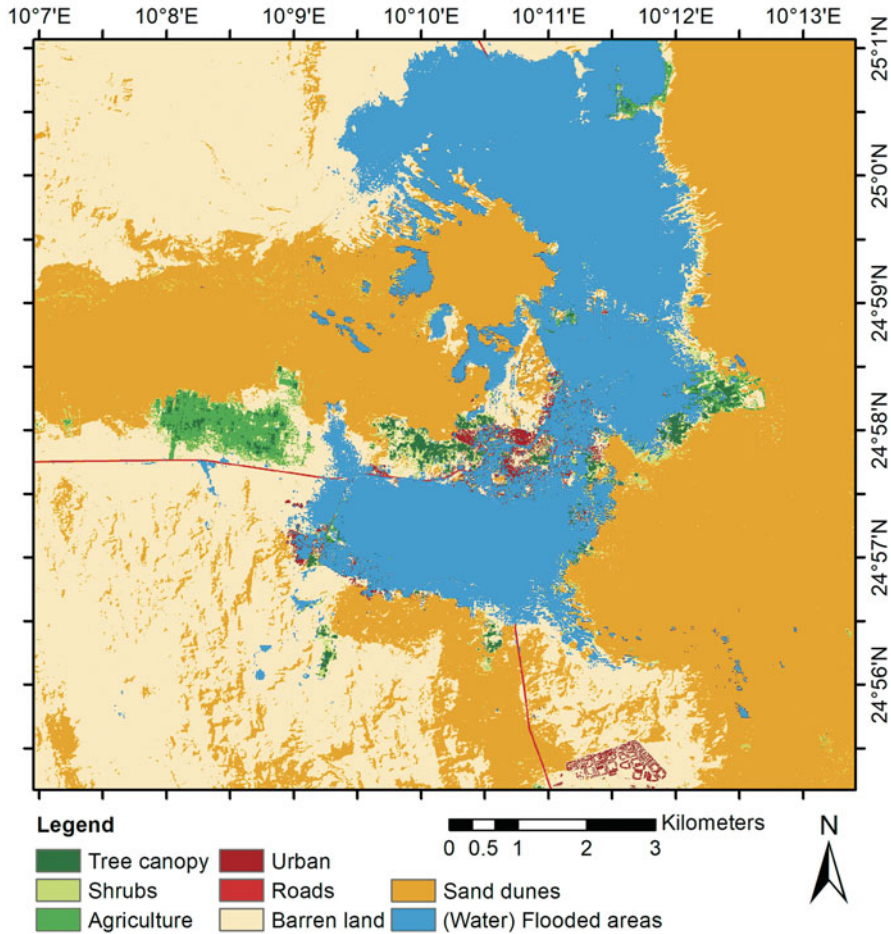 10°7'E 10°8'E 10°9'E 10°10'E 10°11'E 10°12'E 10°13'E
25°1'N
25°0'N
24°59'N
24°58'N
24°57'N
24°56'N
Legend
Tree canopy
Shrubs
Agriculture
Urban
Roads
Barren land
Sand dunes
(Water) Flooded areas
Kilometers
0 0.5 1 2 3
N